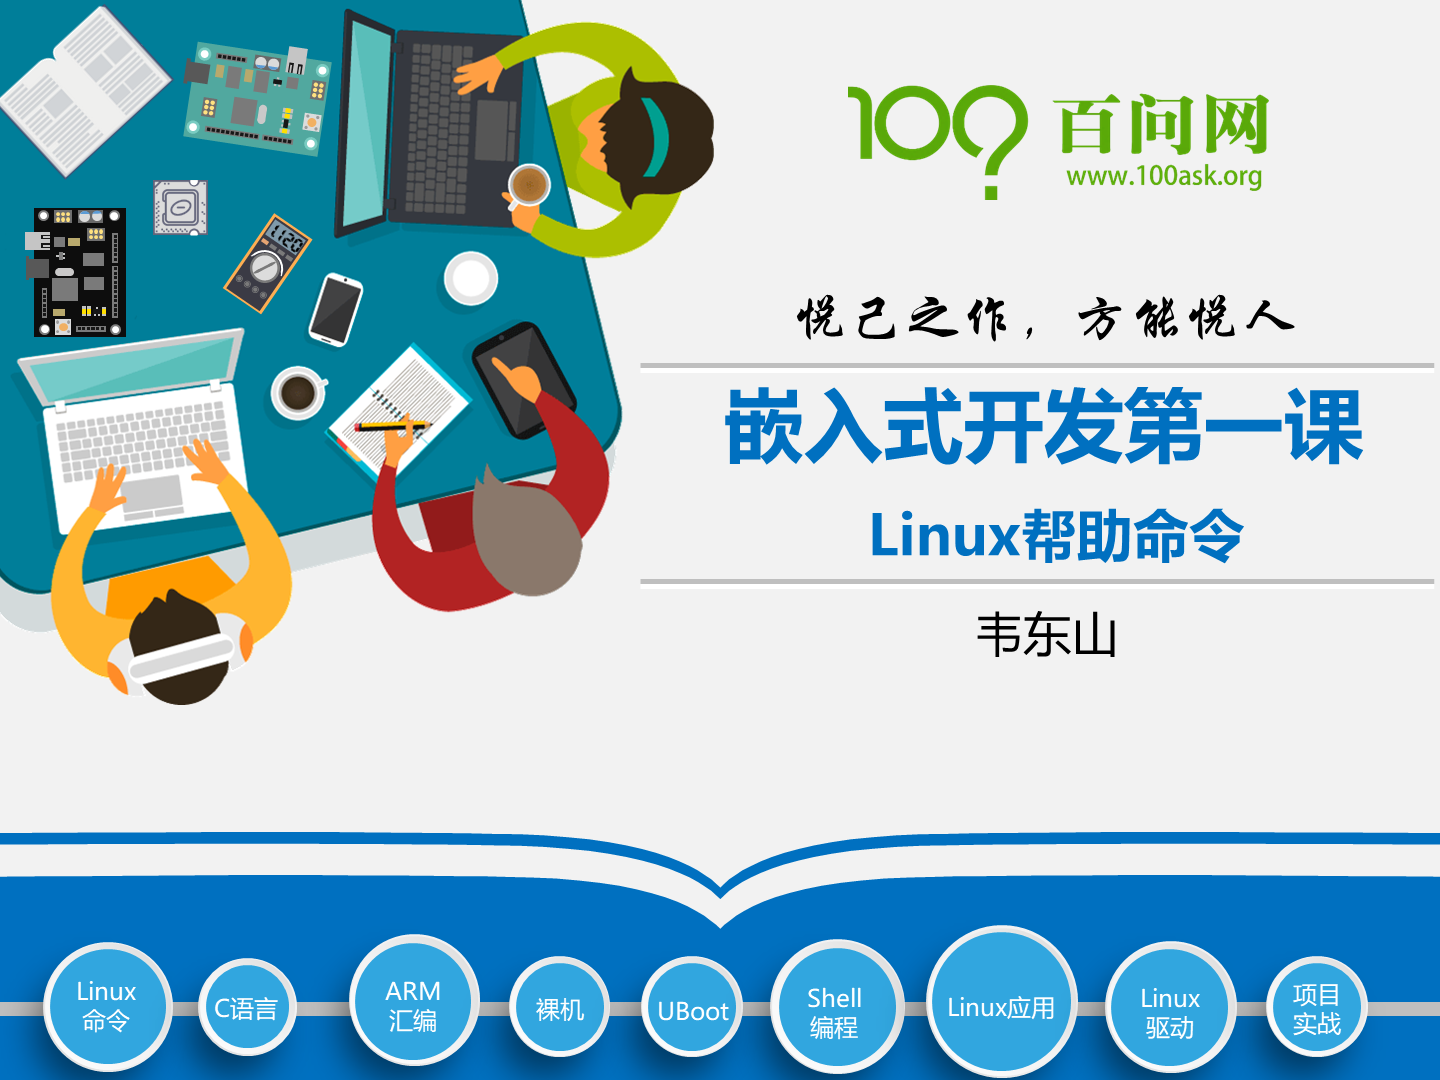 100?
百问网
www.100ask.org
悦己之作，方能悦人
嵌入式开发第一课
Linux帮助命令
韦东山
1120
Linux
命令
C语言
ARM
汇编
裸机
UBoot
Shell
编程
Linux应用
Linux
驱动
项目
实战